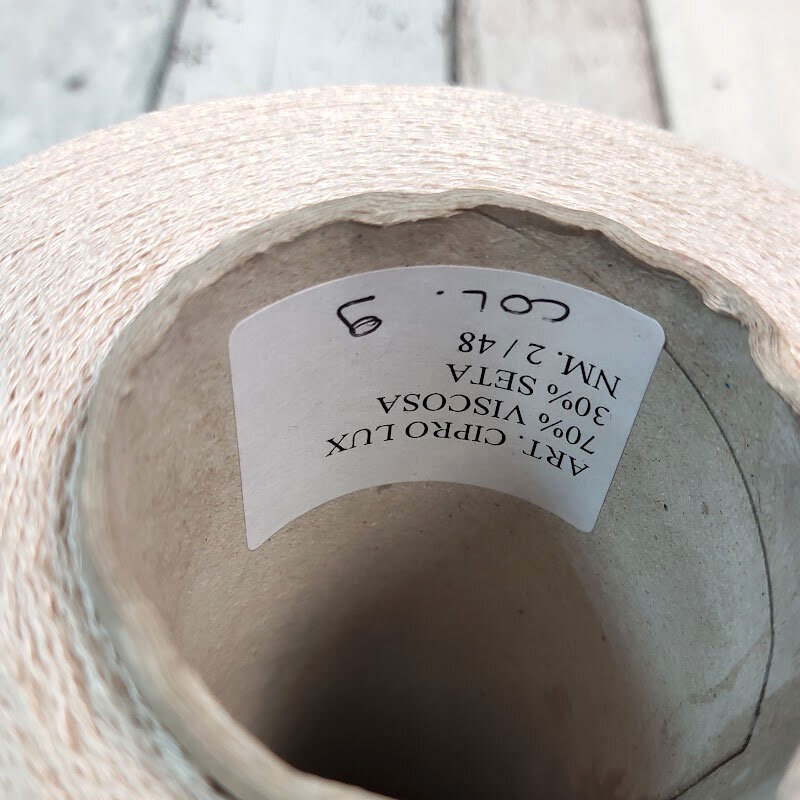 ART. CIPRO LUX
70% VISCOSA
30% SETA
NM. 2 / 48
COL. 9